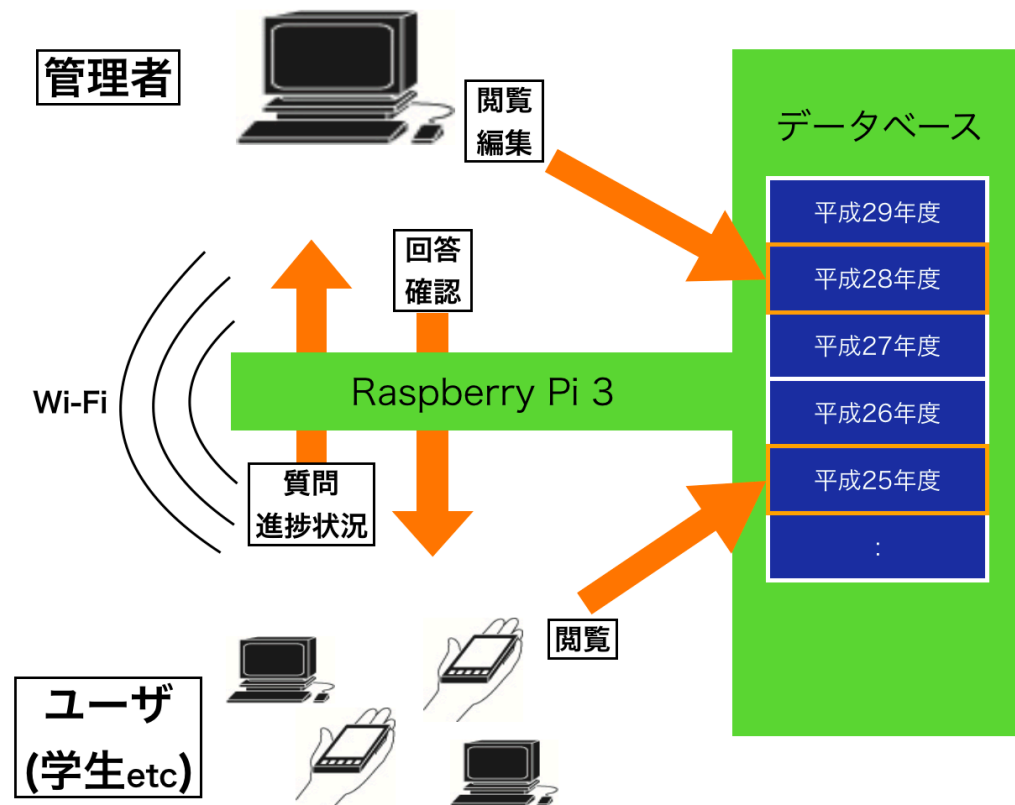 管理者
閲覧
編集
データベース
平成29年度
平成28年度
平成27年度
平成26年度
平成25年度
:
回答
確認
Wi-Fi
Raspberry Pi 3
質問
進捗状況
閲覧
ユーザ
(学生etc)